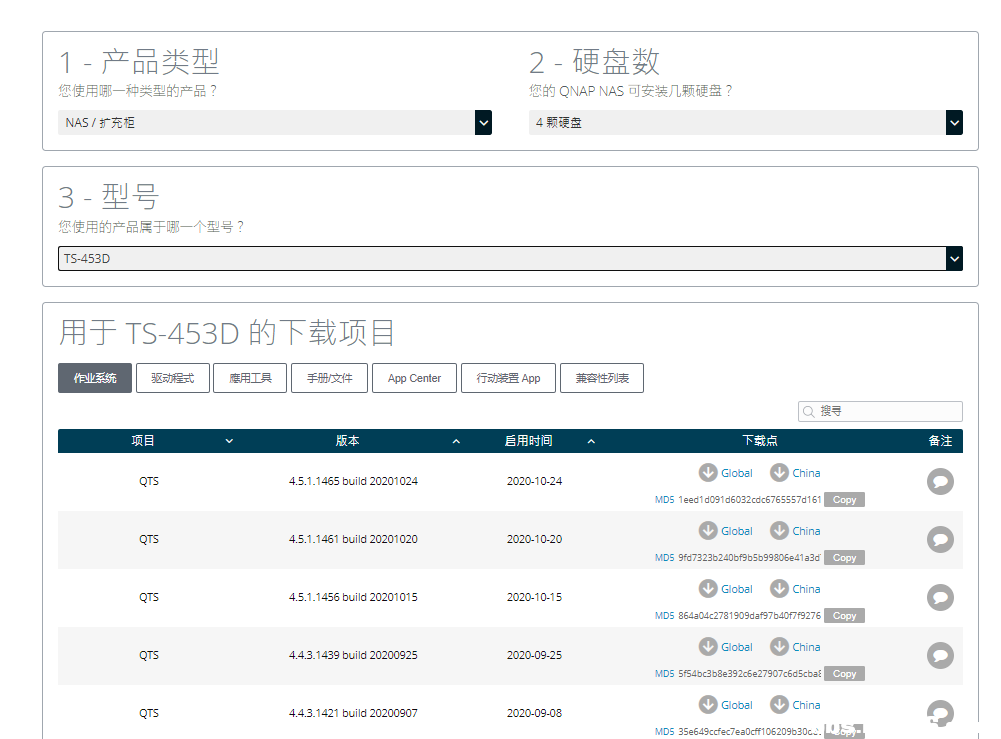 1 - 产品类型
您使用哪一种类型的产品？
NAS / 扩充柜
2 - 硬盘数
您的 QNAP NAS 可安装几颗硬盘？
4 颗硬盘
3 - 型号
您使用的产品属于哪一个型号？
TS-453D
用于 TS-453D 的下载项目
作业系统 驱动程式 應用工具 手册/文件 App Center 行动装置 App 兼容性列表
搜寻
项目 版本 启用时间 下载点 备注
QTS 4.5.1.1465 build 20201024 2020-10-24 Global China
MD5 1eed1d091d6032cdc6765557d161 Copy
QTS 4.5.1.1461 build 20201020 2020-10-20 Global China
MD5 9fd7323b240bf9b5b99806e41a3d Copy
QTS 4.5.1.1456 build 20201015 2020-10-15 Global China
MD5 864a04c2781909daf97b40f7f9276 Copy
QTS 4.4.3.1439 build 20200925 2020-09-25 Global China
MD5 5f54bc3b8e392c6e27907c6d5cba Copy
QTS 4.4.3.1421 build 20200907 2020-09-08 Global China
MD5 Copy